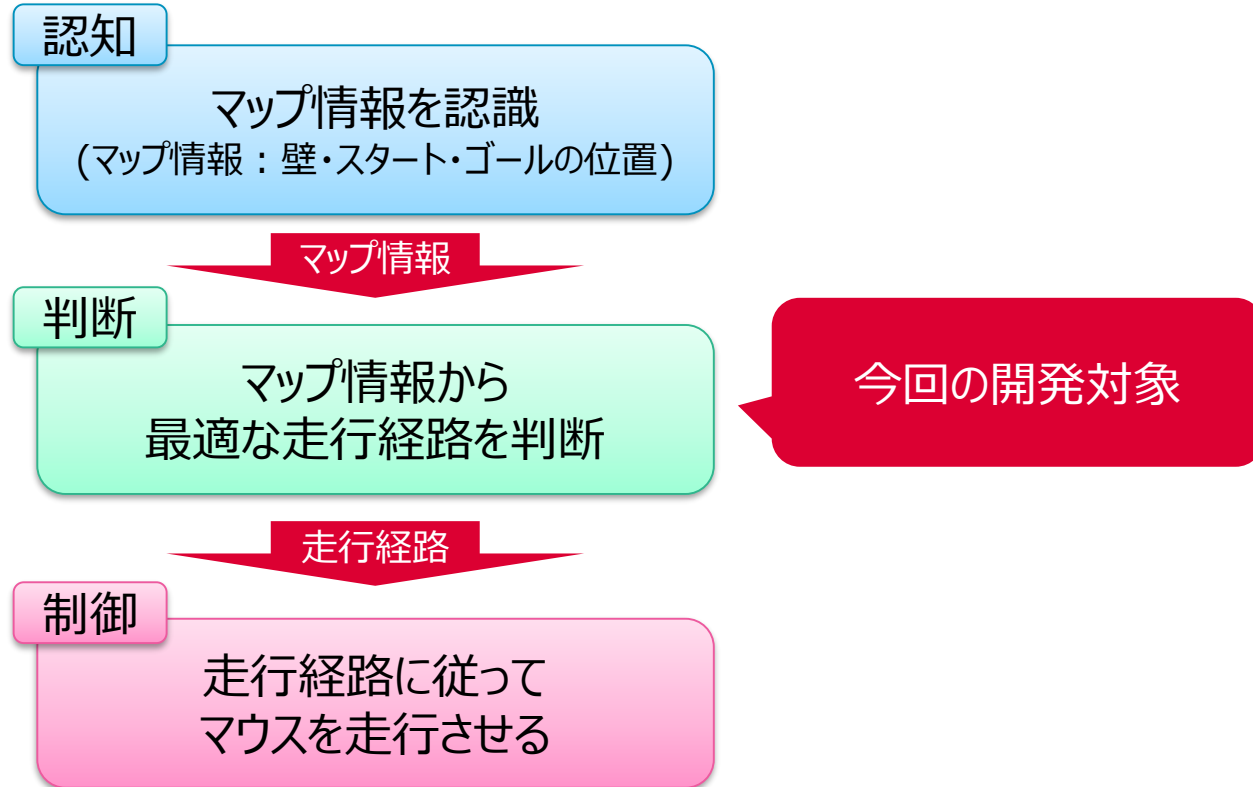 認知
マップ情報を認識
(マップ情報：壁・スタート・ゴールの位置)
マップ情報
判断
マップ情報から
最適な走行経路を判断
今回の開発対象
走行経路
制御
走行経路に従って
マウスを走行させる